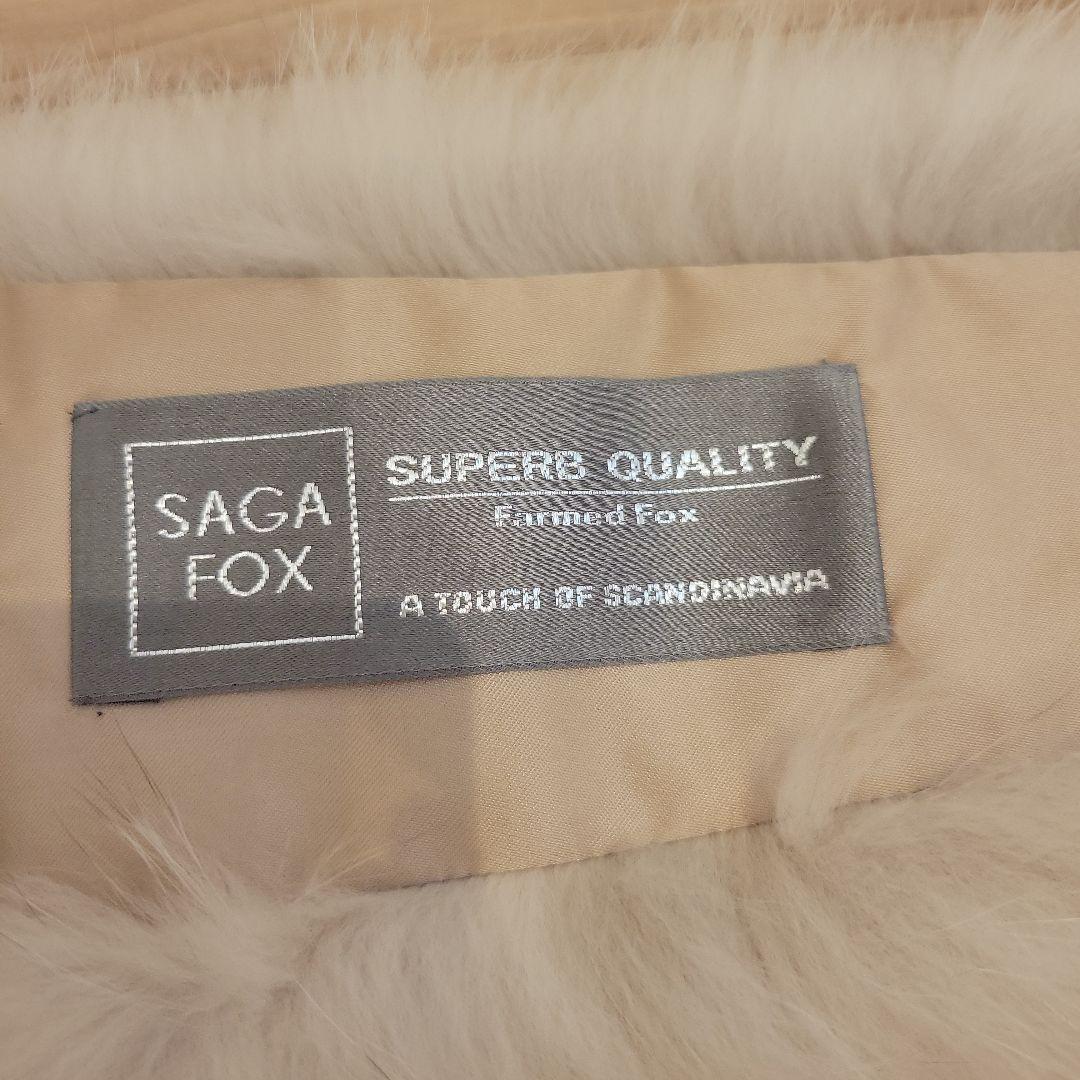 SAGA
FOX
SUPERB QUALITY
Farmed Fox
A TOUCH OF SCANDINAVIA